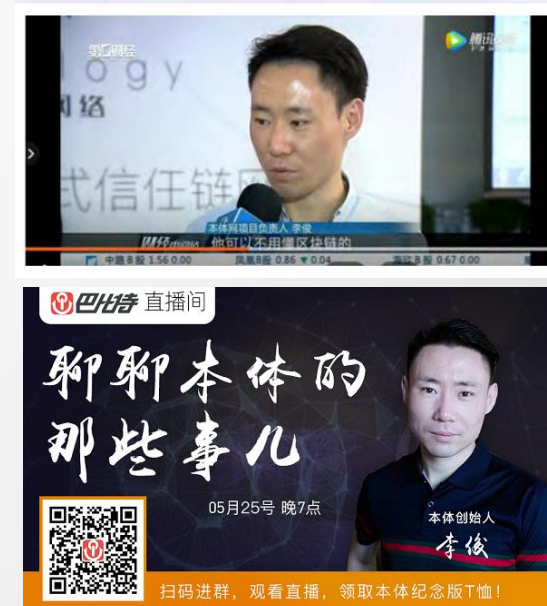 第一财经
腾讯视频
ogy
网络
式信任链网
本体网项目负责人 李俊
财经
他可以不用懂区块链的
中路B股 1.56 0.00
凤凰B股 0.86 ▼0.04
0.67 0.00
巴比特 直播间
聊聊本体的
那些事儿
05月25号 晚7点
本体创始人
李俊
扫码进群，观看直播，领取本体纪念版T恤！